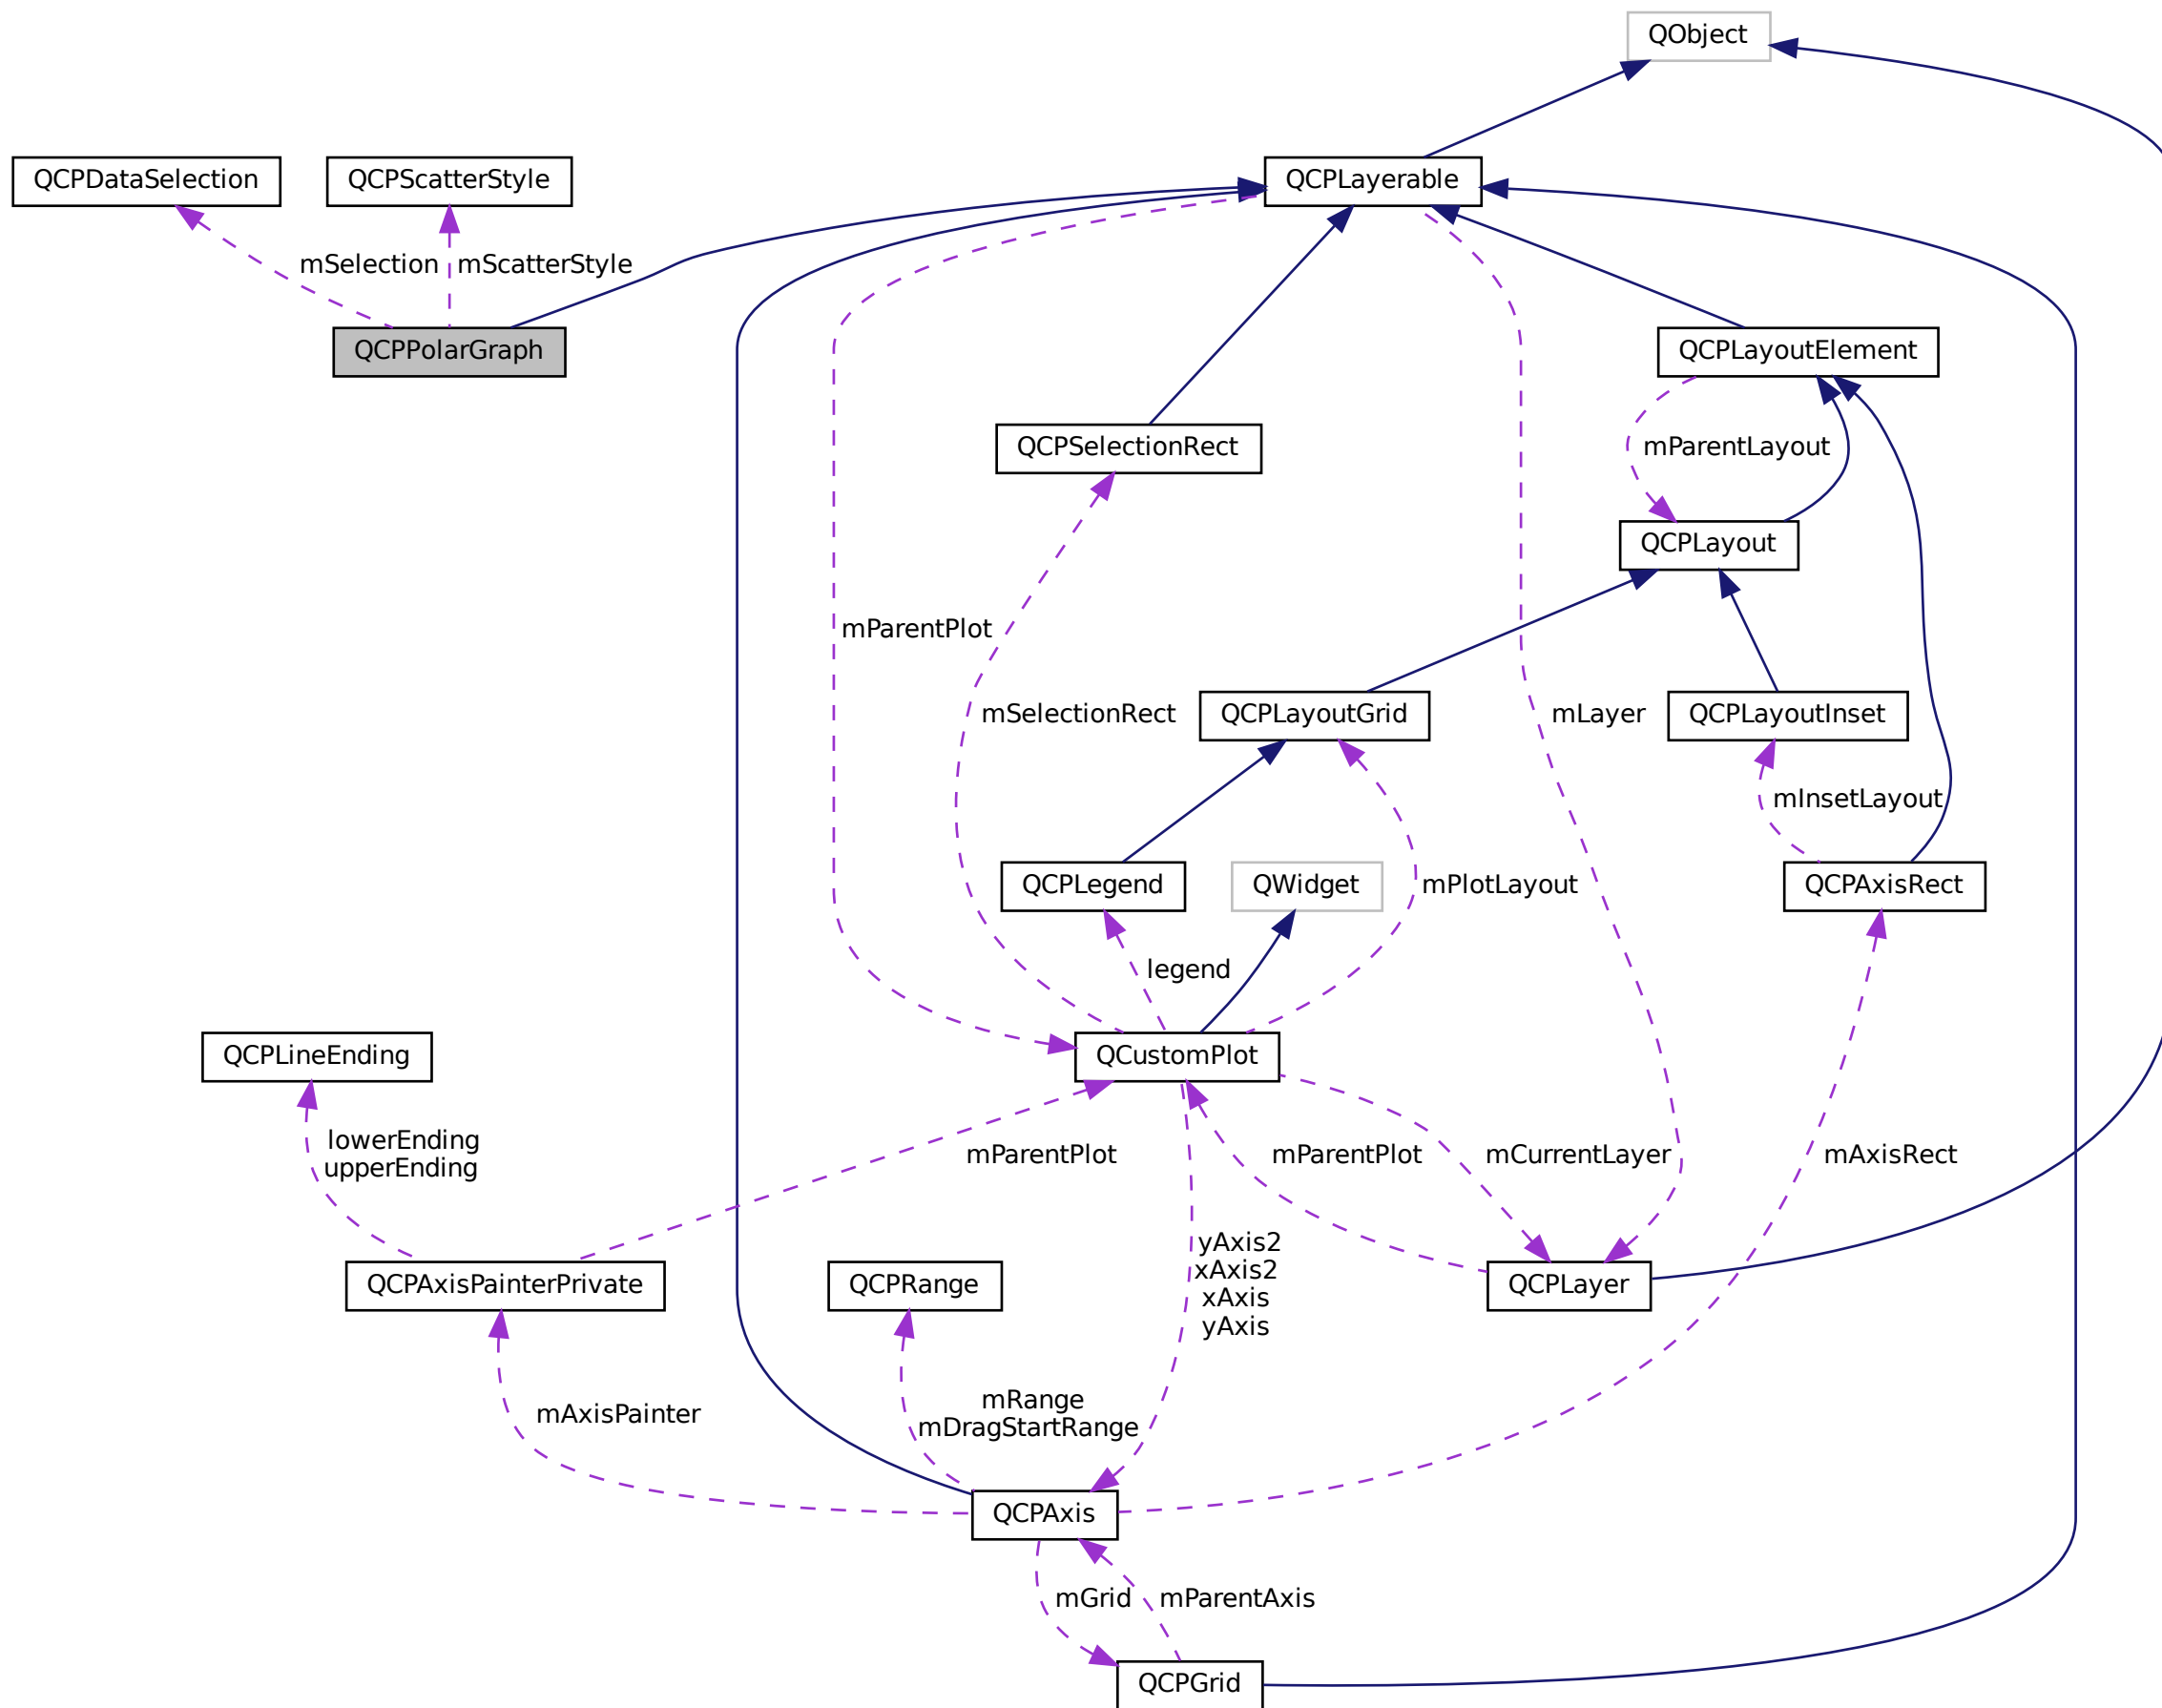 QObject
QCPDataSelection
QCPScatterStyle
QCPLayerable
mSelection
mScatterStyle
QCPPolarGraph
QCPLayoutElement
QCPSelectionRect
mParentLayout
QCPLayout
mParentPlot
mSelectionRect
QCPLayoutGrid
mLayer
QCPLayoutInset
mInsetLayout
QCPLegend
QWidget
mPlotLayout
QCPAxisRect
legend
QCPLineEnding
QCustomPlot
lowerEnding
upperEnding
mParentPlot
mParentPlot
mCurrentLayer
mAxisRect
yAxis2
xAxis2
xAxis
yAxis
QCPAxisPainterPrivate
QCPRange
QCPLayer
mAxisPainter
mRange
mDragStartRange
QCPAxis
mGrid
mParentAxis
QCPGrid